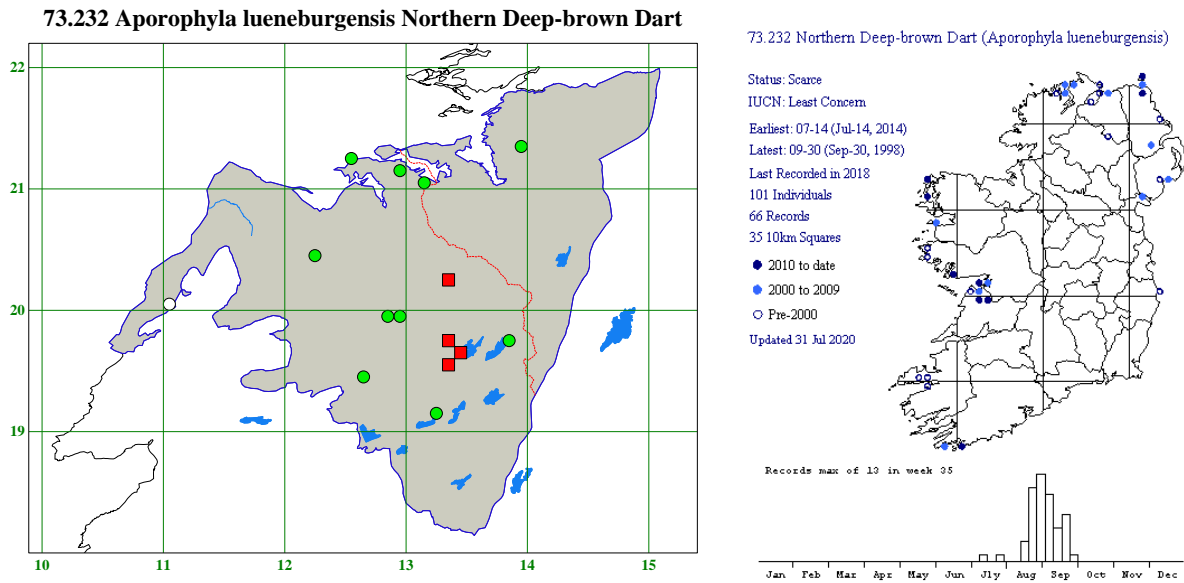 73.232 Aporophyla lueneburgensis Northern Deep-brown Dart
22
21
20
19
10 11 12 13 14 15
73.232 Northern Deep-brown Dart (Aporophyla lueneburgensis)
Status: Scarce
IUCN: Least Concern
Earliest: 07-14 (Jul-14, 2014)
Latest: 09-30 (Sep-30, 1998)
Last Recorded in 2018
101 Individuals
66 Records
35 10km Squares
2010 to date
2000 to 2009
Pre-2000
Updated 31 Jul 2020
Records max of 13 in week 35
Jan Feb Mar Apr May Jun Jly Aug Sep Oct Nov Dec